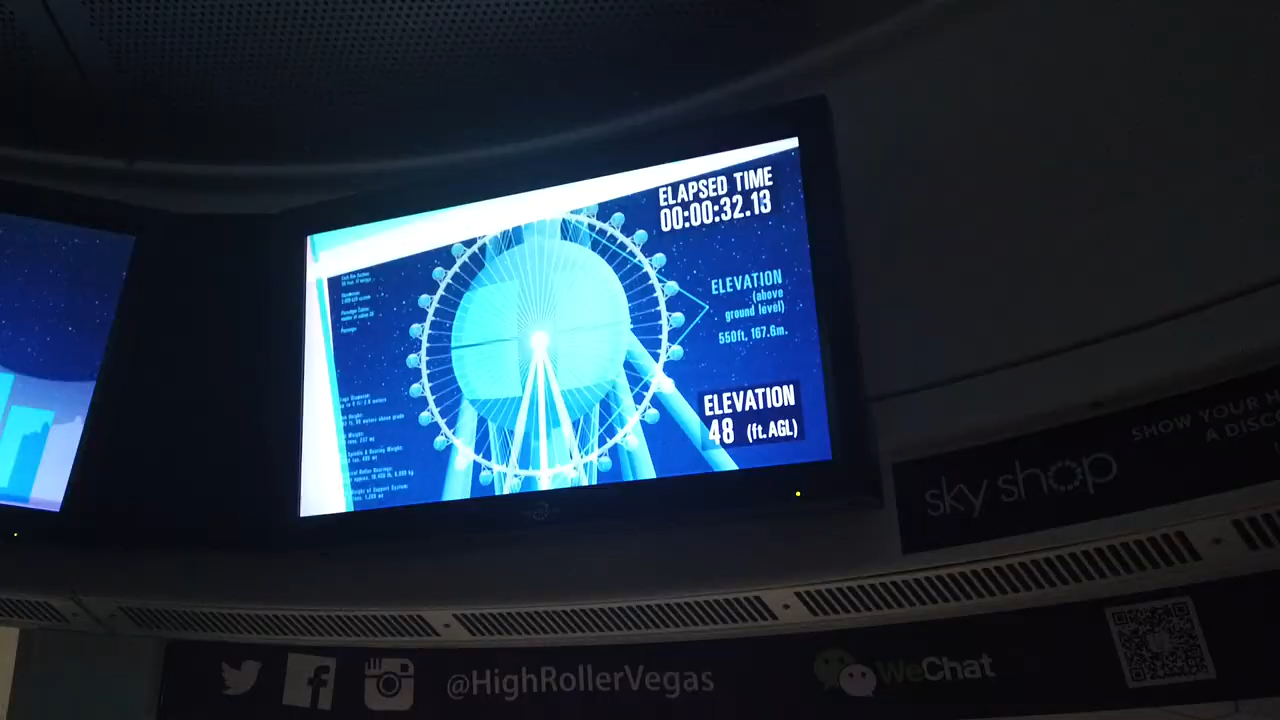 ELAPSED TIME
00:00:32.13
ELEVATION
(above
ground level)
550ft, 167.6m.
ELEVATION
48 (ft.AGL)
SHOW YOUR
A DISC
sky shop
@HighRollerVegas
WeChat